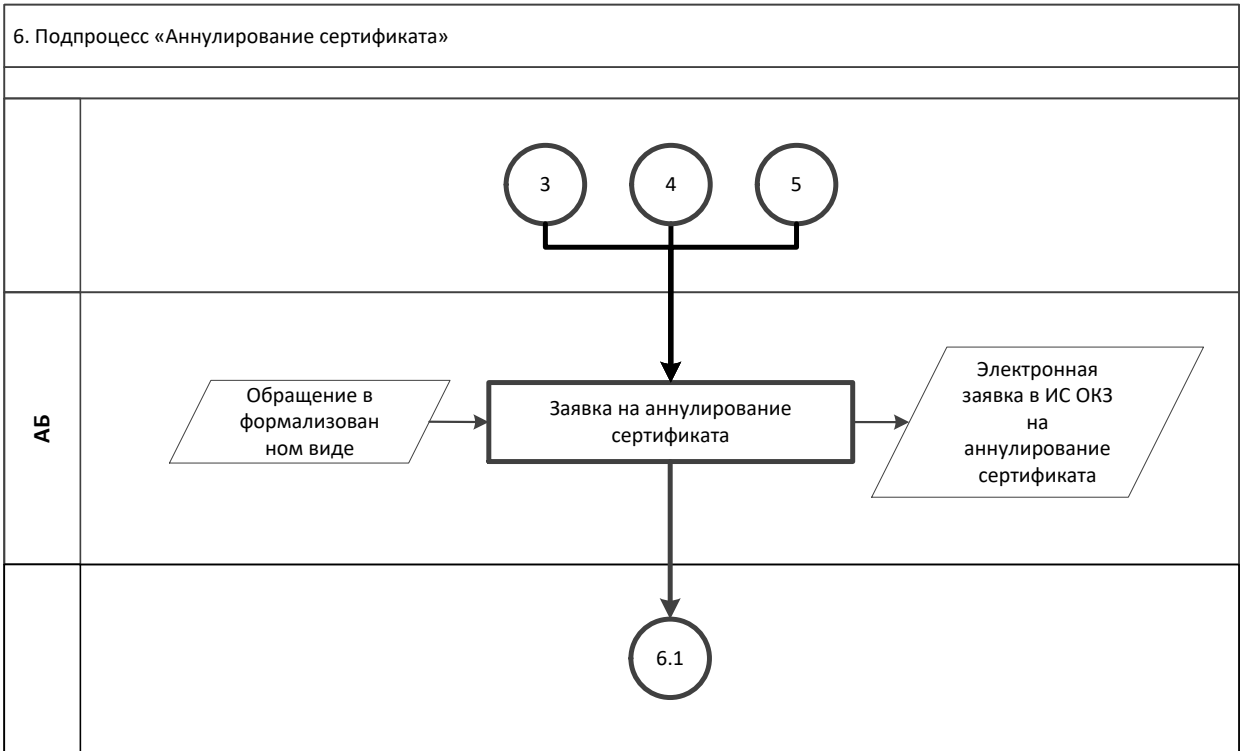 6. Подпроцесс «Аннулирование сертификата»
3
4
5
АБ
Обращение в
формализован
ном виде
Заявка на аннулирование
сертификата
Электронная
заявка в ИС ОКЗ
на
аннулирование
сертификата
6.1